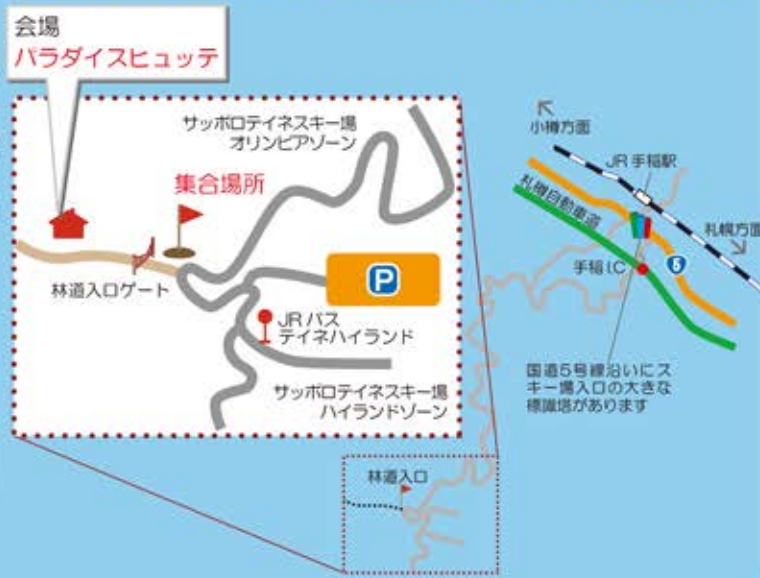 会場
パラダイスヒュッテ
サッポロテイネスキー場
オリンピアゾーン
集合場所
林道入口ゲート
P
JRバス
テイネハイランド
サッポロテイネスキー場
ハイランドゾーン
小樽方面
JR手稲駅
札樽自動車道
札幌方面
手稲I.C
5
国道5号線沿いにス
キー場入口の大きな
標識塔があります
林道入口